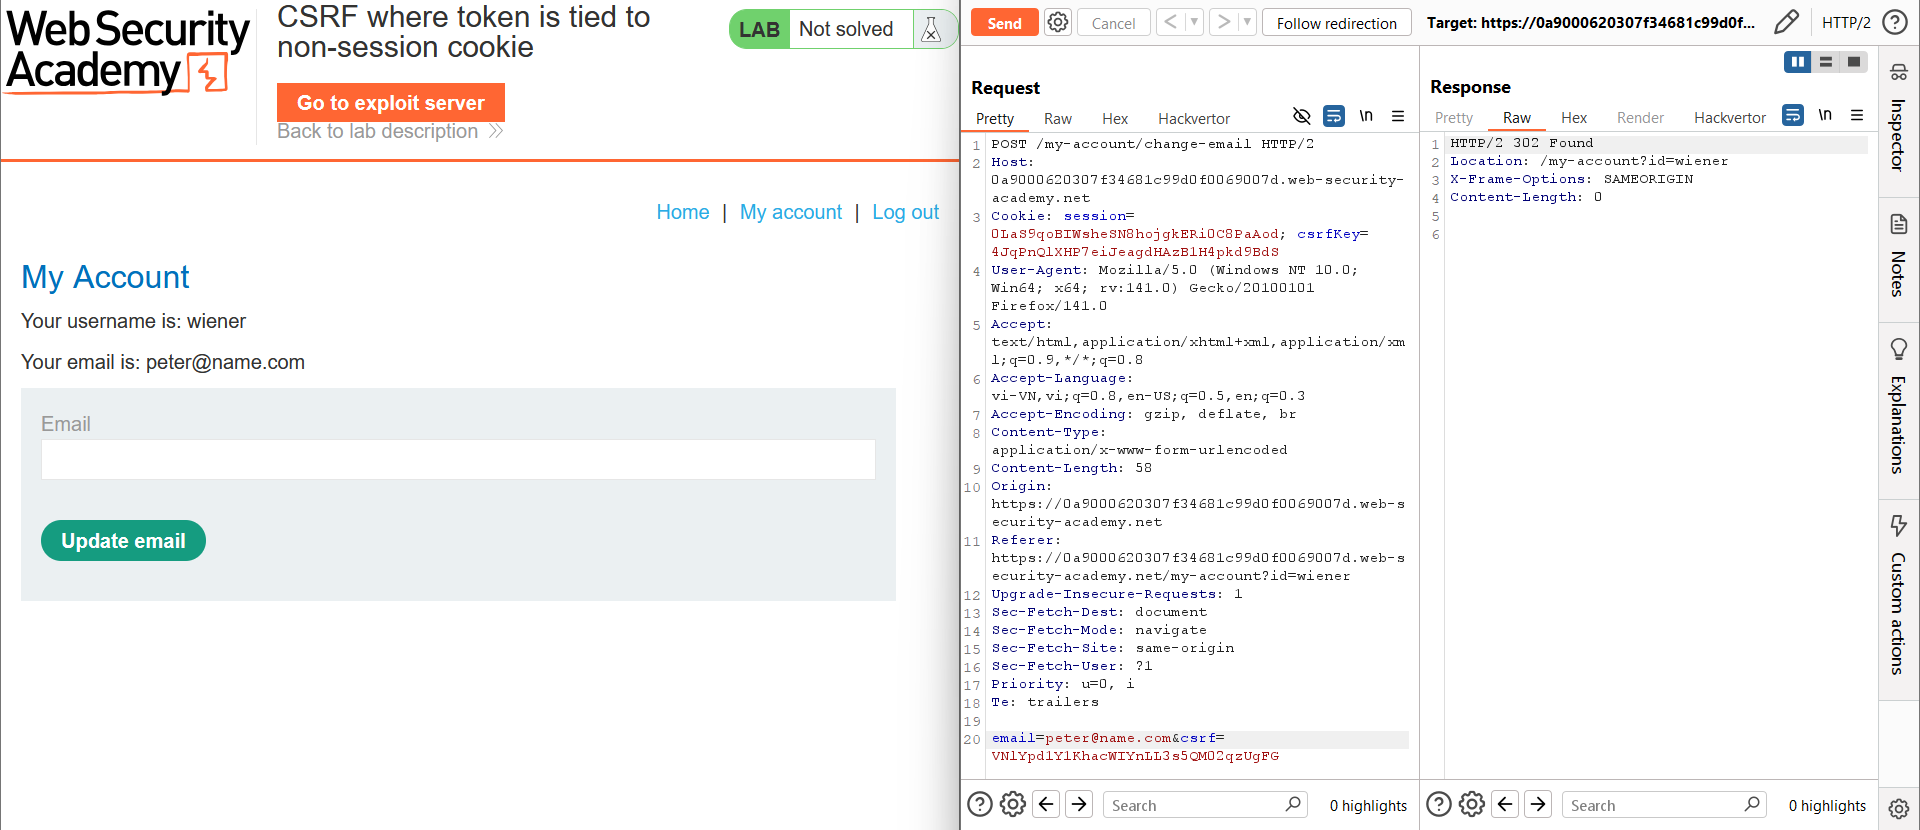 Web Security
Academy
CSRF where token is tied to
non-session cookie
Go to exploit server
Back to lab description
LAB
Not solved
Home | My account | Log out
My Account
Your username is: wiener
Your email is: peter@name.com
Email
Update email
Send
Cancel
Follow redirection
Target: https://0a9000620307f34681c99d0f...
HTTP/2
Request
Pretty Raw Hex Hackvertor
\n
1 POST /my-account/change-email HTTP/2
2 Host:
0a9000620307f34681c99d0f0069007d.web-security-
academy.net
3 Cookie: session=
0LaS9qoBIWsheSN8hojgkERi0C8PaAod; csrfKey=
4JqPnQlXHP7eiJeagdHAzB1H4pkd9BdS
4 User-Agent: Mozilla/5.0 (Windows NT 10.0;
Win64; x64; rv:141.0) Gecko/20100101
Firefox/141.0
5 Accept:
text/html,application/xhtml+xml,application/xm
l;q=0.9,*/*;q=0.8
6 Accept-Language:
vi-VN,vi;q=0.8,en-US;q=0.5,en;q=0.3
7 Accept-Encoding: gzip, deflate, br
8 Content-Type:
application/x-www-form-urlencoded
9 Content-Length: 58
10 Origin:
https://0a9000620307f34681c99d0f0069007d.web-s
ecurity-academy.net
11 Referer:
https://0a9000620307f34681c99d0f0069007d.web-s
ecurity-academy.net/my-account?id=wiener
12 Upgrade-Insecure-Requests: 1
13 Sec-Fetch-Dest: document
14 Sec-Fetch-Mode: navigate
15 Sec-Fetch-Site: same-origin
16 Sec-Fetch-User: ?1
17 Priority: u=0, i
18 Te: trailers
19
20 email=peter@name.com&csrf=
VNlYpd1Y1KhacWIYnLL3s5QM02qzUgFG
Search
0 highlights
Response
Pretty Raw Hex Render Hackvertor
\n
1 HTTP/2 302 Found
2 Location: /my-account?id=wiener
3 X-Frame-Options: SAMEORIGIN
4 Content-Length: 0
5
6
Search
0 highlights
Inspector
Notes
Explanations
Custom actions